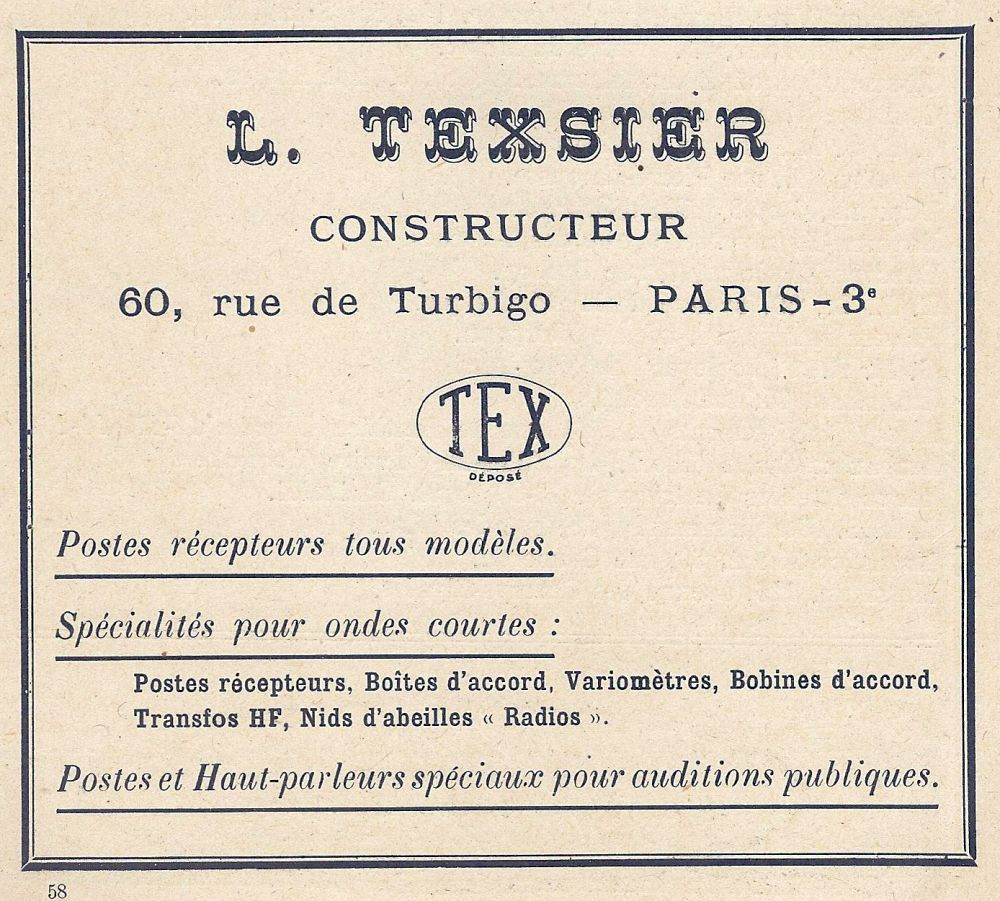 L. TEXSIER
CONSTRUCTEUR
60, rue de Turbigo — PARIS-3e
TEX
DÉPOSÉ
Postes récepteurs tous modèles.
Spécialités pour ondes courtes :
Postes récepteurs, Boîtes d'accord, Variomètres, Bobines d'accord,
Transfos HF, Nids d'abeilles « Radios ».
Postes et Haut-parleurs spéciaux pour auditions publiques.
58